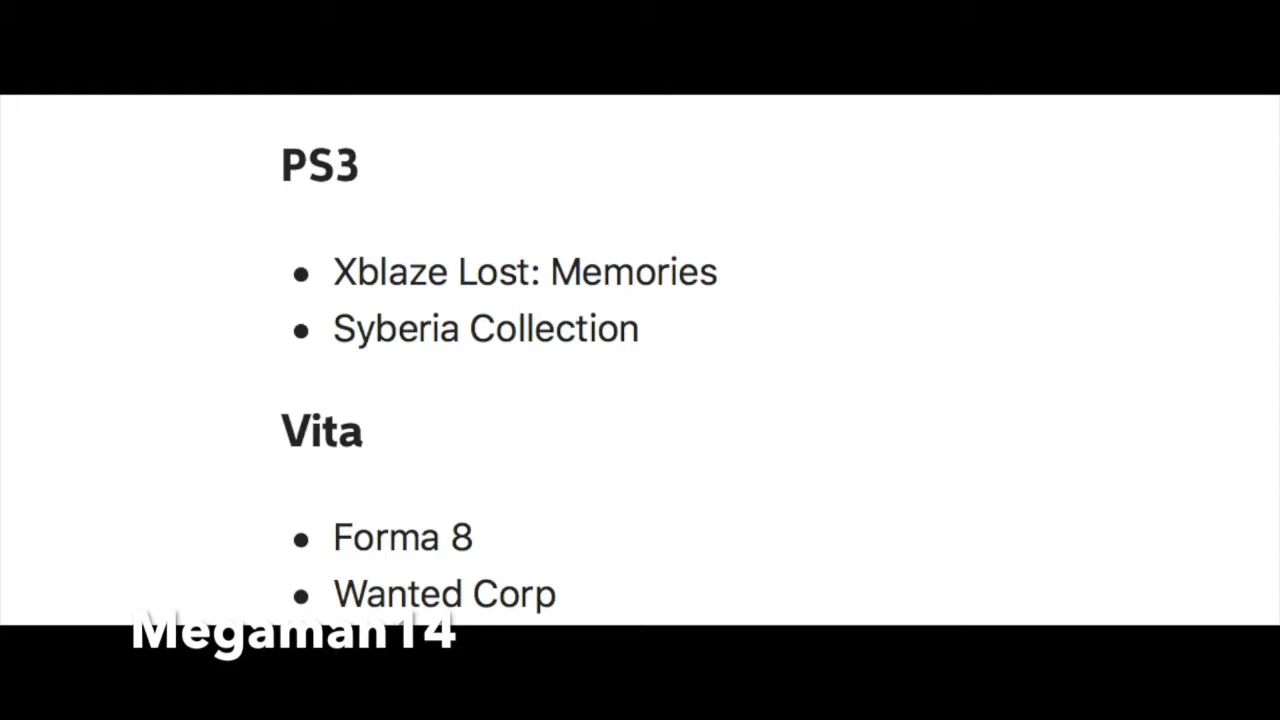 PS3
• Xblaze Lost: Memories
• Syberia Collection
Vita
• Forma 8
• Wanted Corp
Megaman14